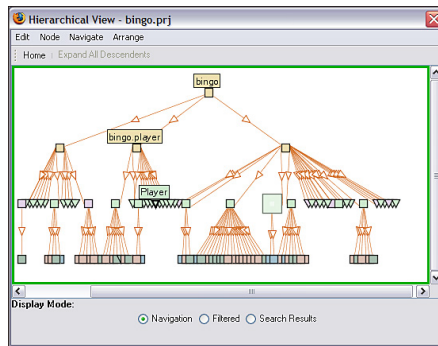 Hierarchical View - bingo.prj
Edit Node Navigate Arrange
Home Expand All Descendents
bingo
bingo.player
Player
Display Mode:
Navigation Filtered Search Results